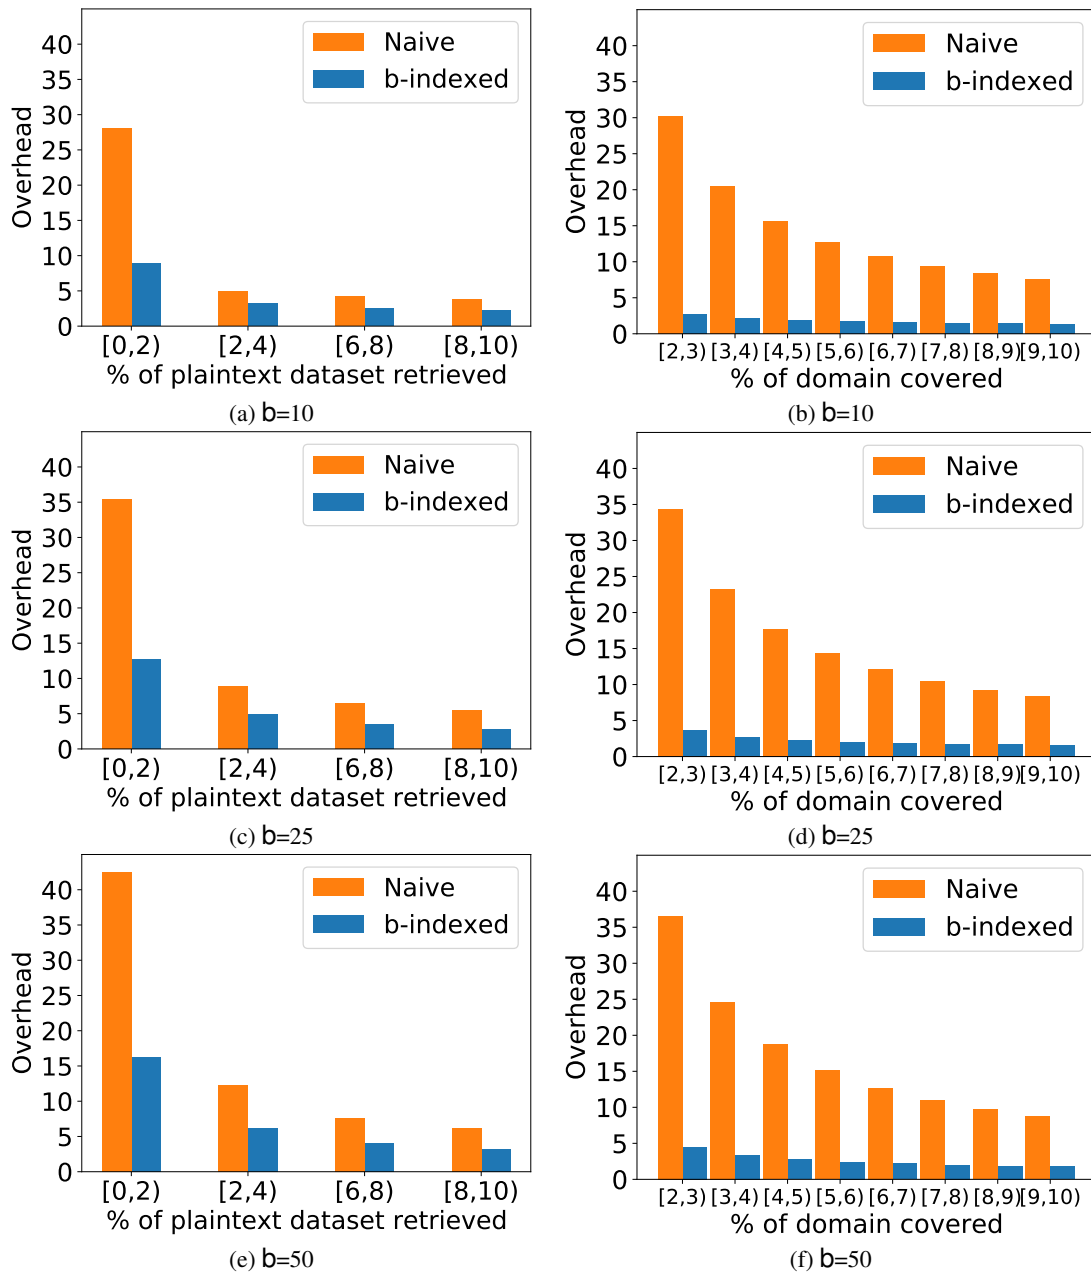 Naive
b-indexed
Overhead
40
35
30
25
20
15
10
5
0
[0,2) [2,4) [6,8) [8,10)
% of plaintext dataset retrieved
(a) b=10
Naive
b-indexed
Overhead
40
35
30
25
20
15
10
5
0
[2,3) [3,4) [4,5) [5,6) [6,7) [7,8) [8,9) [9,10)
% of domain covered
(b) b=10
Naive
b-indexed
Overhead
40
35
30
25
20
15
10
5
0
[0,2) [2,4) [6,8) [8,10)
% of plaintext dataset retrieved
(c) b=25
Naive
b-indexed
Overhead
40
35
30
25
20
15
10
5
0
[2,3) [3,4) [4,5) [5,6) [6,7) [7,8) [8,9) [9,10)
% of domain covered
(d) b=25
Naive
b-indexed
Overhead
40
35
30
25
20
15
10
5
0
[0,2) [2,4) [6,8) [8,10)
% of plaintext dataset retrieved
(e) b=50
Naive
b-indexed
Overhead
40
35
30
25
20
15
10
5
0
[2,3) [3,4) [4,5) [5,6) [6,7) [7,8) [8,9) [9,10)
% of domain covered
(f) b=50